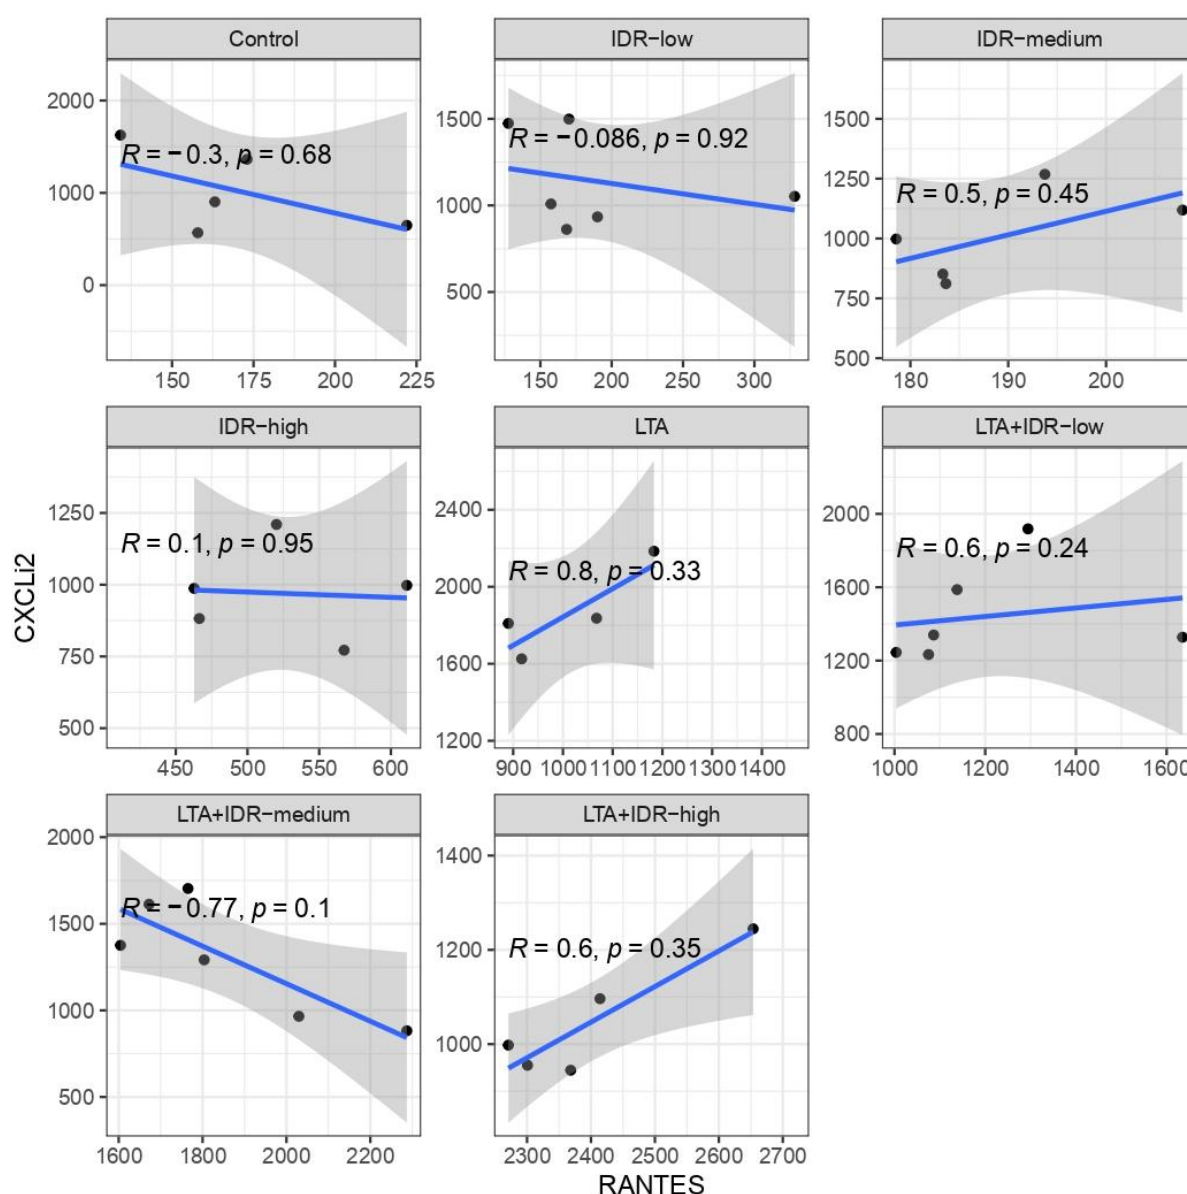 Control
IDR−low
IDR−medium
2000
1000
0
R = −0.3, p = 0.68
150 175 200 225
1500
1000
500
R = −0.086, p = 0.92
150 200 250 300
1500
1250
1000
750
500
R = 0.5, p = 0.45
180 190 200
IDR−high
LTA
LTA+IDR−low
CXCLi2
1250
1000
750
500
R = 0.1, p = 0.95
450 500 550 600
2400
2000
1600
1200
R = 0.8, p = 0.33
900 1000 1100 1200 1300 1400
2000
1600
1200
800
R = 0.6, p = 0.24
1000 1200 1400 1600
LTA+IDR−medium
LTA+IDR−high
2000
1500
1000
500
R = −0.77, p = 0.1
1600 1800 2000 2200
1400
1200
1000
R = 0.6, p = 0.35
2300 2400 2500 2600 2700
RANTES